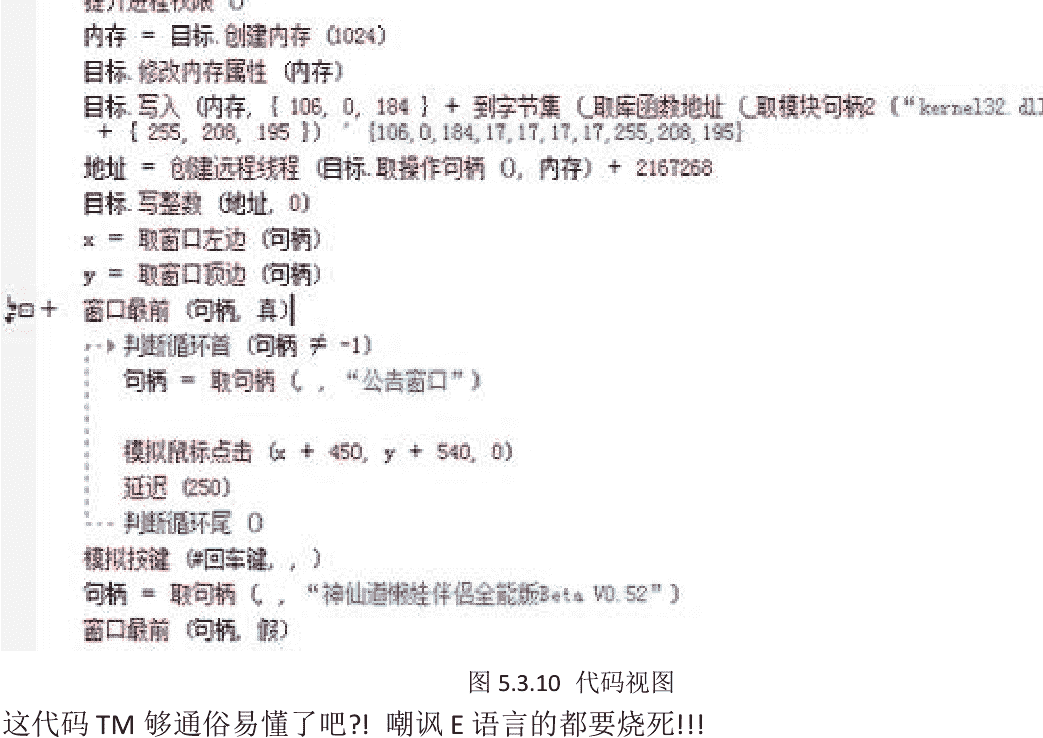 提升进程权限 ()
内存 = 目标.创建内存 (1024)
目标.修改内存属性 (内存)
目标.写入 (内存, { 106, 0, 184 } + 到字节集 (_取库函数地址 (_取模块句柄2 (“kernel32.dll
+ { 255, 208, 195 }) ' {106,0,184,17,17,17,17,255,208,195}
地址 = 创建远程线程 (目标.取操作句柄 (), 内存) + 2167268
目标.写整数 (地址, 0)
x = 取窗口左边 (句柄)
y = 取窗口顶边 (句柄)
窗口最前 (句柄, 真)
判断循环首 (句柄 ≠ -1)
句柄 = 取句柄 (, , “公告窗口”)
模拟鼠标点击 (x + 450, y + 540, 0)
延迟 (250)
判断循环尾 ()
模拟按键 (#回车键, , )
句柄 = 取句柄 (, , “神仙道懒娃伴侣全能版Beta V0.52”)
窗口最前 (句柄, 假)
图 5.3.10 代码视图
这代码 TM 够通俗易懂了吧?! 嘲讽 E 语言的都要烧死!!!